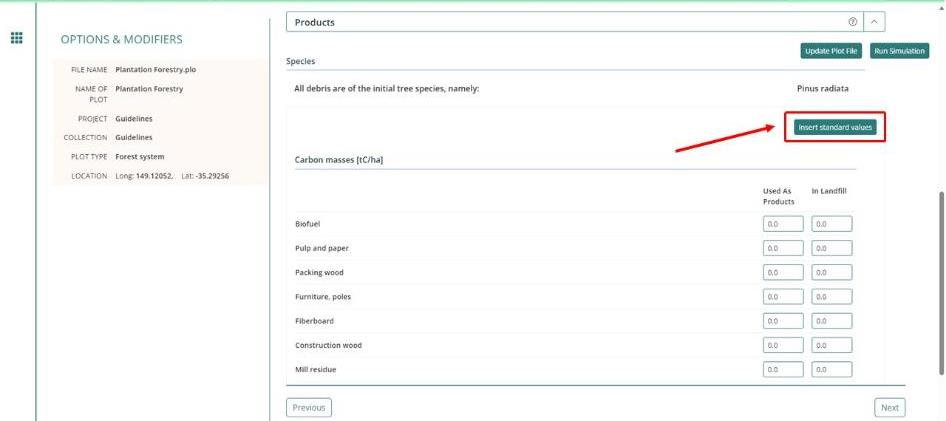 Products
OPTIONS & MODIFIERS
Update Plot File Run Simulation
Species
FILE NAME Plantation Forestry.plo
NAME OF PLOT Plantation Forestry
All debris are of the initial tree species, namely: Pinus radiata
PROJECT Guidelines
COLLECTION Guidelines
PLOT TYPE Forest system
LOCATION Long: 149.12052, Lat: -35.29256
Insert standard values
Carbon masses [tC/ha]
Used As Products In Landfill
Biofuel 0.0 0.0
Pulp and paper 0.0 0.0
Packing wood 0.0 0.0
Furniture, poles 0.0 0.0
Fiberboard 0.0 0.0
Construction wood 0.0 0.0
Mill residue 0.0 0.0
Previous Next